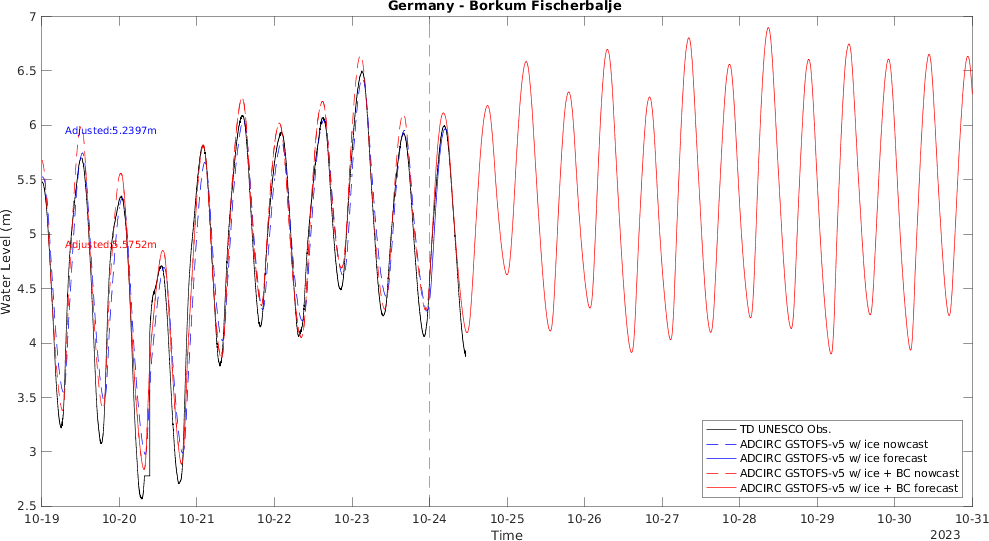 Germany - Borkum Fischerbalje
7
6.5
6
5.5
5
4.5
4
3.5
3
2.5
Water Level (m)
Adjusted:5.2397m
Adjusted:5.5752m
TD UNESCO Obs.
ADCIRC GSTOFS-v5 w/ ice nowcast
ADCIRC GSTOFS-v5 w/ ice forecast
ADCIRC GSTOFS-v5 w/ ice + BC nowcast
ADCIRC GSTOFS-v5 w/ ice + BC forecast
10-19 10-20 10-21 10-22 10-23 10-24 10-25 10-26 10-27 10-28 10-29 10-30 10-31
Time
2023